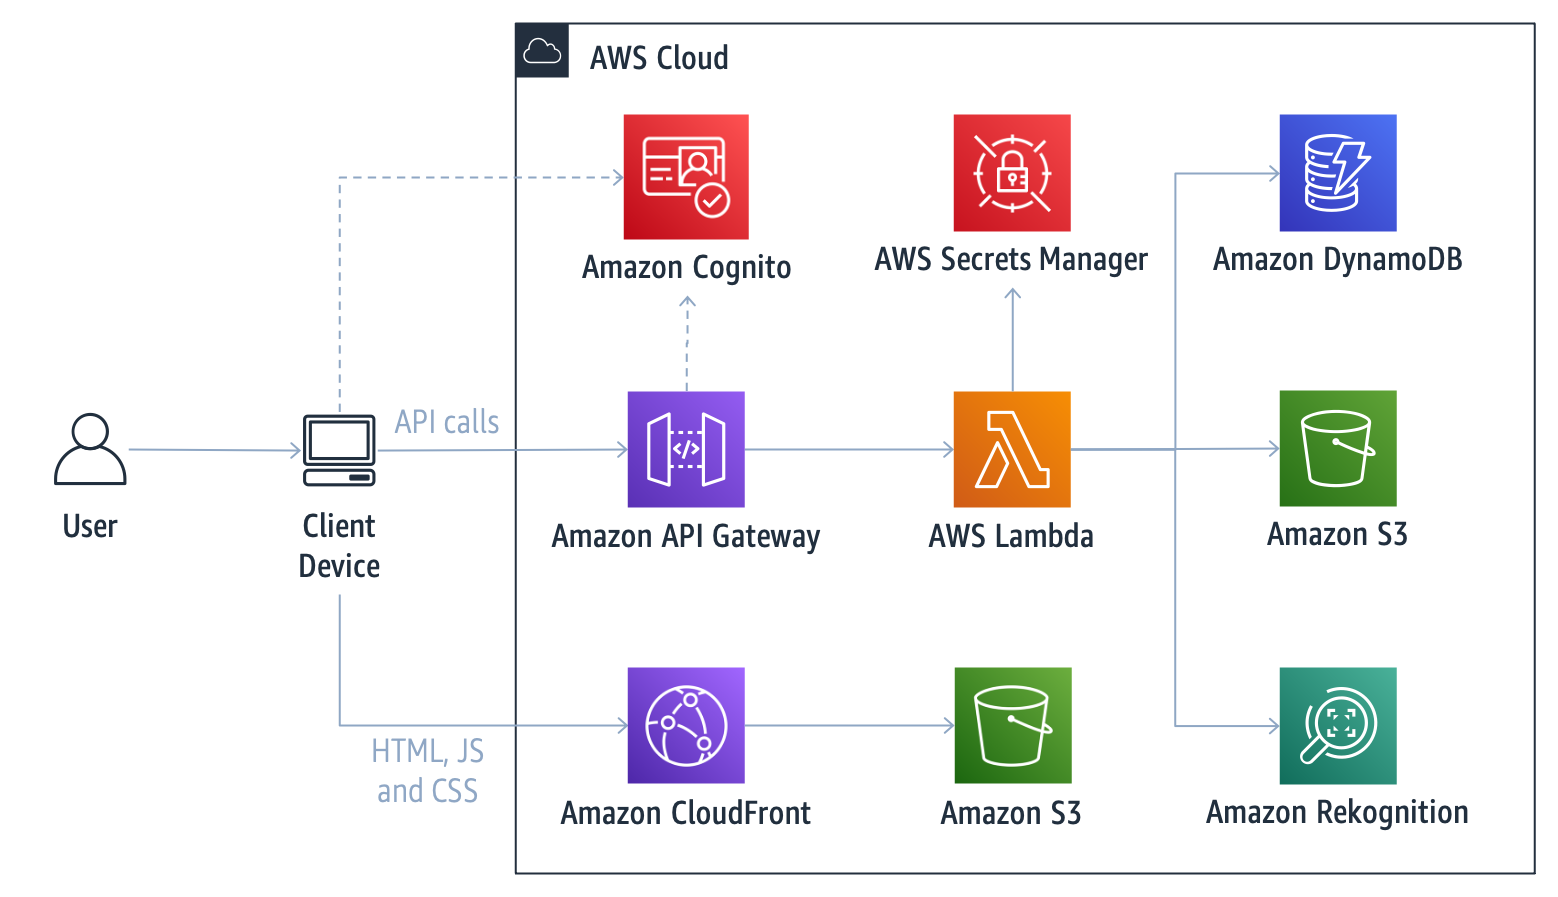 AWS Cloud
Amazon Cognito
AWS Secrets Manager
Amazon DynamoDB
API calls
</>
User
Client
Device
Amazon API Gateway
AWS Lambda
Amazon S3
HTML, JS
and CSS
Amazon CloudFront
Amazon S3
Amazon Rekognition